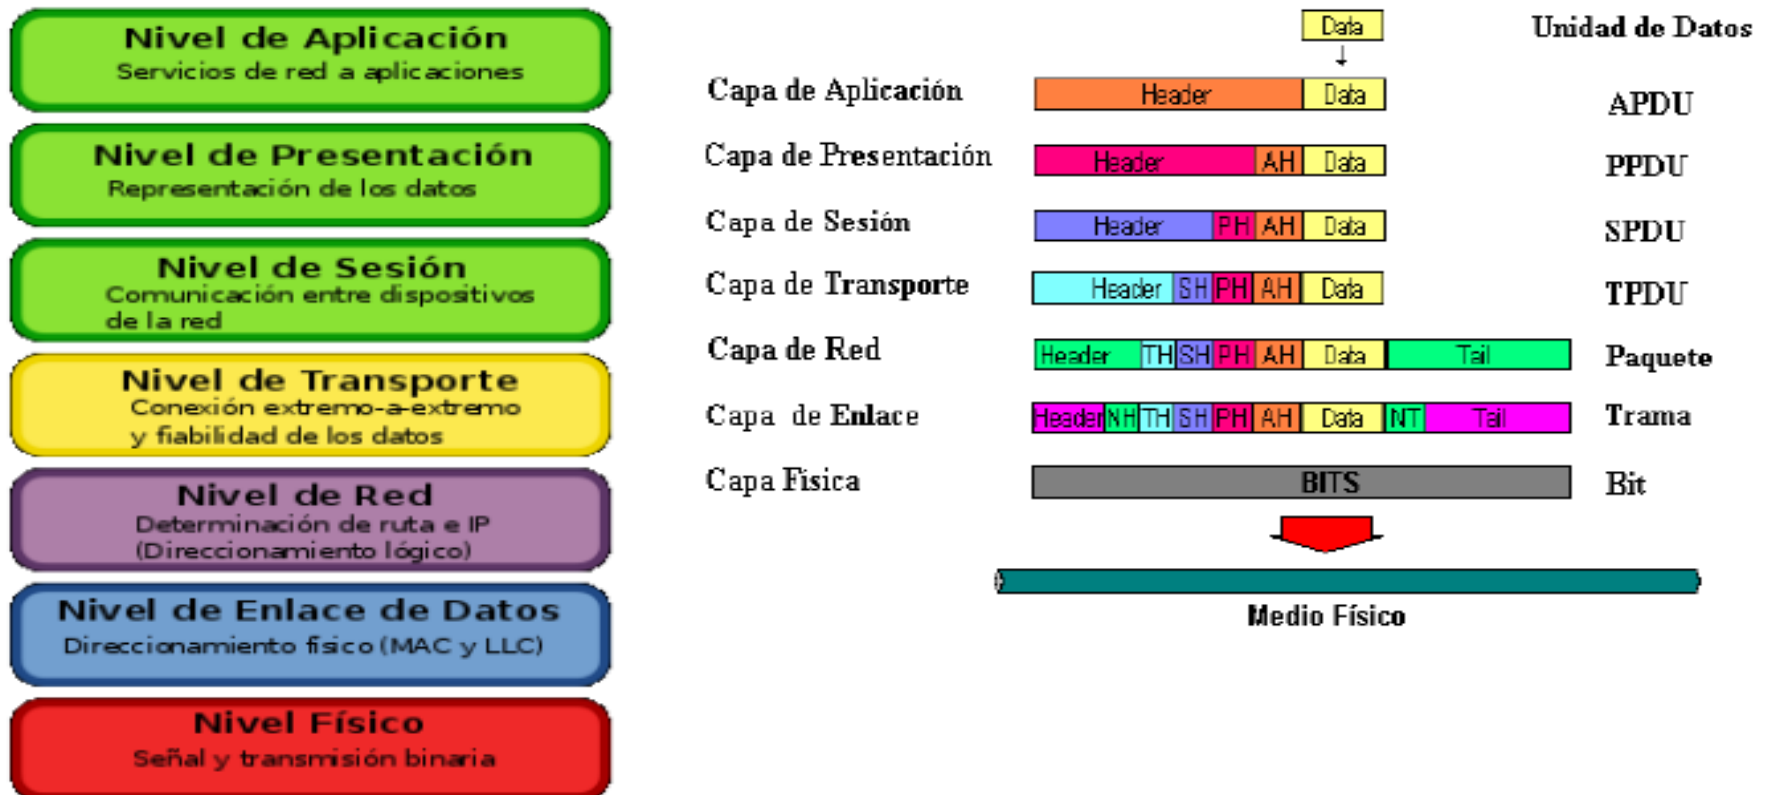 Nivel de Aplicación
Servicios de red a aplicaciones
Nivel de Presentación
Representación de los datos
Nivel de Sesión
Comunicación entre dispositivos
de la red
Nivel de Transporte
Conexión extremo-a-extremo
y fiabilidad de los datos
Nivel de Red
Determinación de ruta e IP
(Direccionamiento lógico)
Nivel de Enlace de Datos
Direccionamiento físico (MAC y LLC)
Nivel Físico
Señal y transmisión binaria
Data Unidad de Datos
Capa de Aplicación Header Data APDU
Capa de Presentación Header AH Data PPDU
Capa de Sesión Header PH AH Data SPDU
Capa de Transporte Header SH PH AH Data TPDU
Capa de Red Header TH SH PH AH Data Tail Paquete
Capa de Enlace Header NH TH SH PH AH Data NT Tail Trama
Capa Fisica BITS Bit
Medio Físico